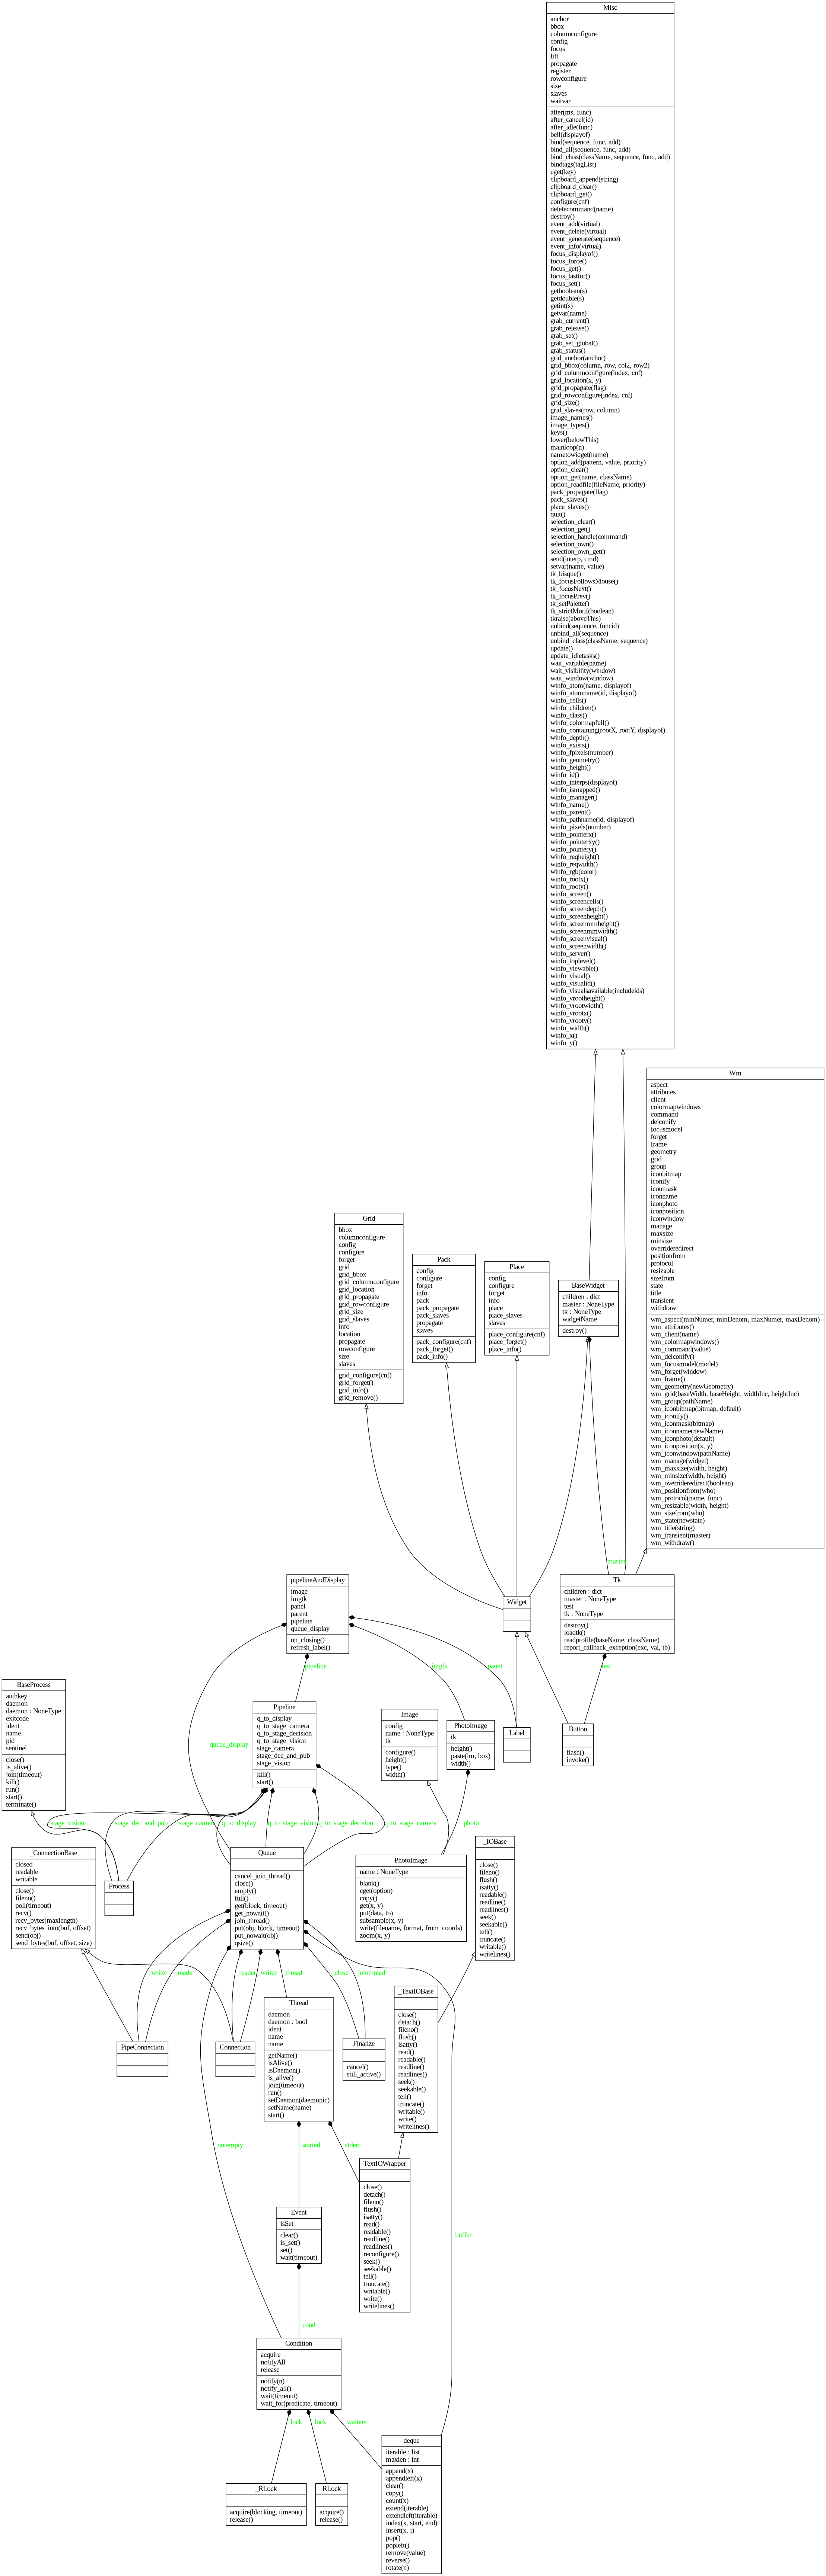 Misc
anchor
bbox
columnconfigure
config
focus
lift
propagate
register
rowconfigure
size
slaves
waitvar
after(ms, func)
after_cancel(id)
after_idle(func)
bell(displayof)
bind(sequence, func, add)
bind_all(sequence, func, add)
bind_class(className, sequence, func, add)
bindtags(tagList)
cget(key)
clipboard_append(string)
clipboard_clear()
clipboard_get()
configure(cnf)
deletecommand(name)
destroy()
event_add(virtual)
event_delete(virtual)
event_generate(sequence)
event_info(virtual)
focus_displayof()
focus_force()
focus_get()
focus_lastfor()
focus_set()
getboolean(s)
getdouble(s)
getint(s)
getvar(name)
grab_current()
grab_release()
grab_set()
grab_set_global()
grab_status()
grid_anchor(anchor)
grid_bbox(column, row, col2, row2)
grid_columnconfigure(index, cnf)
grid_location(x, y)
grid_propagate(flag)
grid_rowconfigure(index, cnf)
grid_size()
grid_slaves(row, column)
image_names()
image_types()
keys()
lower(belowThis)
mainloop(n)
nametowidget(name)
option_add(pattern, value, priority)
option_clear()
option_get(name, className)
option_readfile(fileName, priority)
pack_propagate(flag)
pack_slaves()
place_slaves()
quit()
selection_clear()
selection_get()
selection_handle(command)
selection_own()
selection_own_get()
send(interp, cmd)
setvar(name, value)
tk_bisque()
tk_focusFollowsMouse()
tk_focusNext()
tk_focusPrev()
tk_setPalette()
tk_strictMotif(boolean)
tkraise(aboveThis)
unbind(sequence, funcid)
unbind_all(sequence)
unbind_class(className, sequence)
update()
update_idletasks()
wait_variable(name)
wait_visibility(window)
wait_window(window)
winfo_atom(name, displayof)
winfo_atomname(id, displayof)
winfo_cells()
winfo_children()
winfo_class()
winfo_colormapfull()
winfo_containing(rootX, rootY, displayof)
winfo_depth()
winfo_exists()
winfo_fpixels(number)
winfo_geometry()
winfo_height()
winfo_id()
winfo_interps(displayof)
winfo_ismapped()
winfo_manager()
winfo_name()
winfo_parent()
winfo_pathname(id, displayof)
winfo_pixels(number)
winfo_pointerx()
winfo_pointerxy()
winfo_pointery()
winfo_reqheight()
winfo_reqwidth()
winfo_rgb(color)
winfo_rootx()
winfo_rooty()
winfo_screen()
winfo_screencells()
winfo_screendepth()
winfo_screenheight()
winfo_screenmmheight()
winfo_screenmmwidth()
winfo_screenvisual()
winfo_screenwidth()
winfo_server()
winfo_toplevel()
winfo_viewable()
winfo_visual()
winfo_visualid()
winfo_visualsavailable(includeids)
winfo_vrootheight()
winfo_vrootwidth()
winfo_vrootx()
winfo_vrooty()
winfo_width()
winfo_x()
winfo_y()
Wm
aspect
attributes
client
colormapwindows
command
deiconify
focusmodel
forget
frame
geometry
grid
group
iconbitmap
iconify
iconmask
iconname
iconphoto
iconposition
iconwindow
manage
maxsize
minsize
overrideredirect
positionfrom
protocol
resizable
sizefrom
state
title
transient
withdraw
wm_aspect(minNumer, minDenom, maxNumer, maxDenom)
wm_attributes()
wm_client(name)
wm_colormapwindows()
wm_command(value)
wm_deiconify()
wm_focusmodel(model)
wm_forget(window)
wm_frame()
wm_geometry(newGeometry)
wm_grid(baseWidth, baseHeight, widthInc, heightInc)
wm_group(pathName)
wm_iconbitmap(bitmap, default)
wm_iconify()
wm_iconmask(bitmap)
wm_iconname(newName)
wm_iconphoto(default)
wm_iconposition(x, y)
wm_iconwindow(pathName)
wm_manage(widget)
wm_maxsize(width, height)
wm_minsize(width, height)
wm_overrideredirect(boolean)
wm_positionfrom(who)
wm_protocol(name, func)
wm_resizable(width, height)
wm_sizefrom(who)
wm_state(newstate)
wm_title(string)
wm_transient(master)
wm_withdraw()
Grid
bbox
columnconfigure
config
configure
forget
grid
grid_bbox
grid_columnconfigure
grid_location
grid_propagate
grid_rowconfigure
grid_size
grid_slaves
info
location
propagate
rowconfigure
size
slaves
grid_configure(cnf)
grid_forget()
grid_info()
grid_remove()
Pack
config
configure
forget
info
pack
pack_propagate
pack_slaves
propagate
slaves
pack_configure(cnf)
pack_forget()
pack_info()
Place
config
configure
forget
info
place
place_slaves
slaves
place_configure(cnf)
place_forget()
place_info()
BaseWidget
children : dict
master : NoneType
tk : NoneType
widgetName
destroy()
master
pipelineAndDisplay
image
imgtk
panel
parent
pipeline
queue_display
on_closing()
refresh_label()
Widget
Tk
children : dict
master : NoneType
test
tk : NoneType
destroy()
loadtk()
readprofile(baseName, className)
report_callback_exception(exc, val, tb)
pipeline
imgtk
panel
test
BaseProcess
authkey
daemon
daemon : NoneType
exitcode
ident
name
pid
sentinel
close()
is_alive()
join(timeout)
kill()
run()
start()
terminate()
Pipeline
q_to_display
q_to_stage_camera
q_to_stage_decision
q_to_stage_vision
stage_camera
stage_dec_and_pub
stage_vision
kill()
start()
queue_display
Image
config
name : NoneType
tk
configure()
height()
type()
width()
PhotoImage
tk
height()
paste(im, box)
width()
Label
Button
flash()
invoke()
stage_vision
stage_dec_and_pub
stage_camera
q_to_display
q_to_stage_vision
q_to_stage_decision
q_to_stage_camera
__photo
_ConnectionBase
closed
readable
writable
close()
fileno()
poll(timeout)
recv()
recv_bytes(maxlength)
recv_bytes_into(buf, offset)
send(obj)
send_bytes(buf, offset, size)
Process
Queue
cancel_join_thread()
close()
empty()
full()
get(block, timeout)
get_nowait()
join_thread()
put(obj, block, timeout)
put_nowait(obj)
qsize()
PhotoImage
name : NoneType
blank()
cget(option)
copy()
get(x, y)
put(data, to)
subsample(x, y)
write(filename, format, from_coords)
zoom(x, y)
_IOBase
close()
fileno()
flush()
isatty()
readable()
readline()
readlines()
seek()
seekable()
tell()
truncate()
writable()
writelines()
_writer
_reader
_reader
_writer
_thread
_close
_jointhread
PipeConnection
Connection
Thread
daemon
daemon : bool
ident
name
name
getName()
isAlive()
isDaemon()
is_alive()
join(timeout)
run()
setDaemon(daemonic)
setName(name)
start()
Finalize
cancel()
still_active()
_TextIOBase
close()
detach()
fileno()
flush()
isatty()
read()
readable()
readline()
readlines()
seek()
seekable()
tell()
truncate()
writable()
write()
writelines()
_notempty
_started
_stderr
_buffer
Event
isSet
clear()
is_set()
set()
wait(timeout)
TextIOWrapper
close()
detach()
fileno()
flush()
isatty()
read()
readable()
readline()
readlines()
reconfigure()
seek()
seekable()
tell()
truncate()
writable()
write()
writelines()
_cond
Condition
acquire
notifyAll
release
notify(n)
notify_all()
wait(timeout)
wait_for(predicate, timeout)
_lock
_lock
_waiters
_RLock
acquire(blocking, timeout)
release()
RLock
acquire()
release()
deque
iterable : list
maxlen : int
append(x)
appendleft(x)
clear()
copy()
count(x)
extend(iterable)
extendleft(iterable)
index(x, start, end)
insert(x, i)
pop()
popleft()
remove(value)
reverse()
rotate(n)